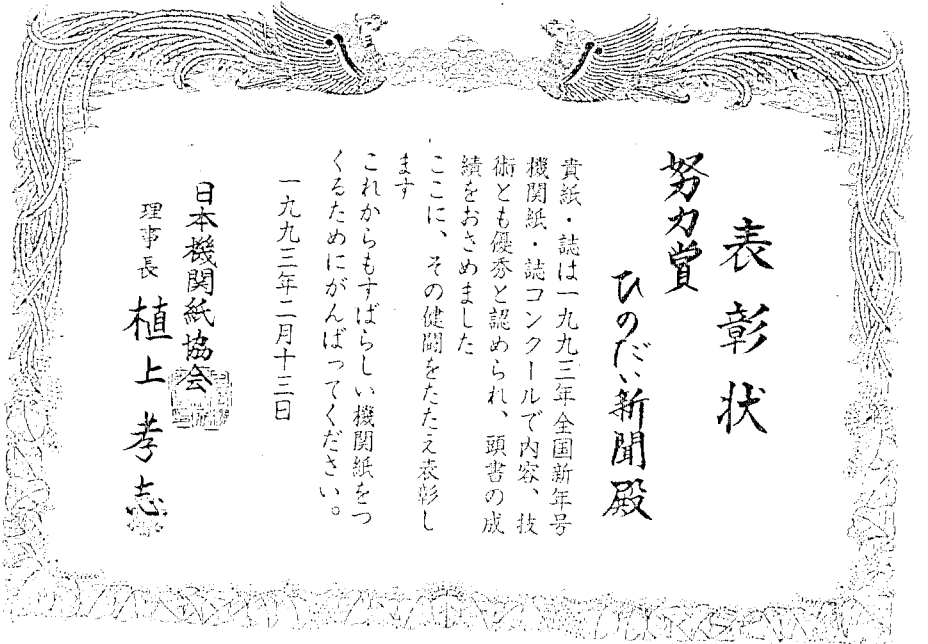 表彰状
努力賞
ひのだい新聞殿
貴紙・誌は一九九三年全国新年号
機関紙・誌コンクールで内容、技
術とも優秀と認められ、頭書の成
績をおさめました
ここに、その健闘をたたえ表彰し
ます
これからもすばらしい機関紙をつ
くるためにがんばってください。
一九九三年二月十三日
日本機関紙協会
理事長 植上孝志